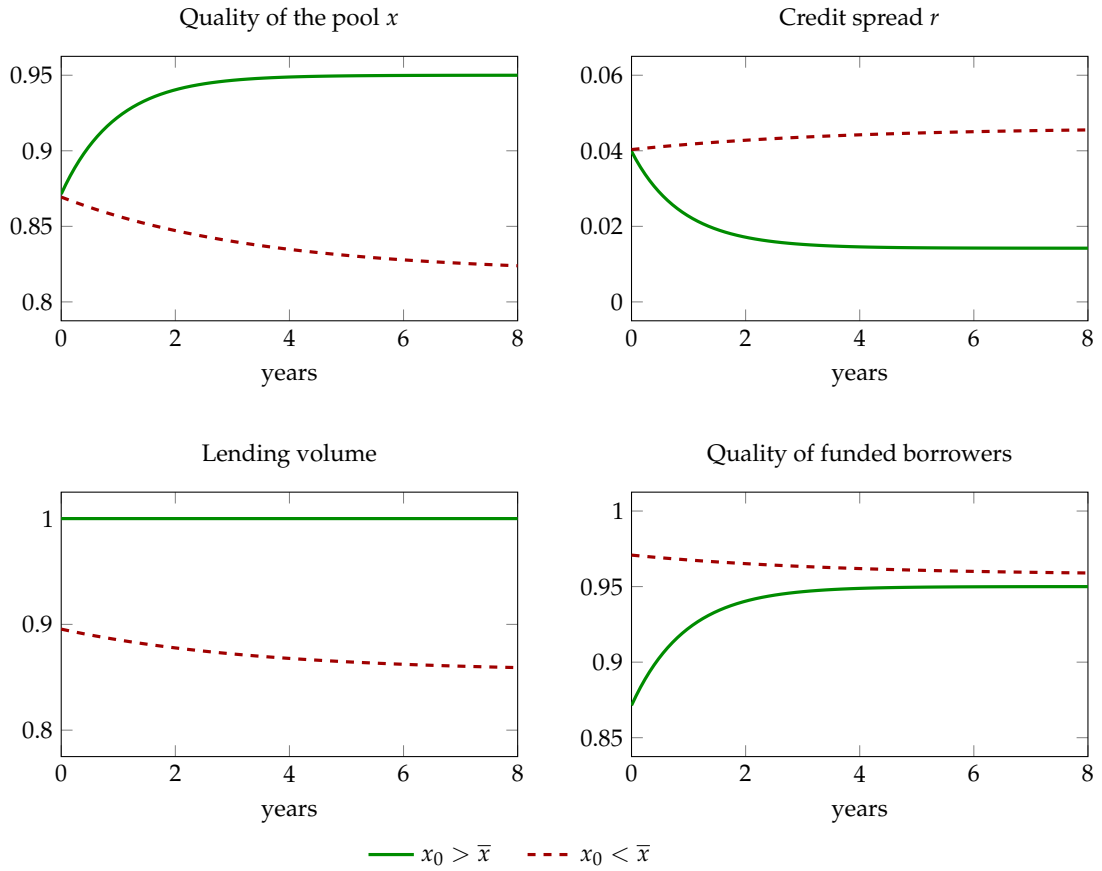 Quality of the pool x
0.95
0.9
0.85
0.8
0 2 4 6 8
years
Credit spread r
0.06
0.04
0.02
0
0 2 4 6 8
years
Lending volume
1
0.9
0.8
0 2 4 6 8
years
Quality of funded borrowers
1
0.95
0.9
0.85
0 2 4 6 8
years
x₀ > x̅ x₀ < x̅